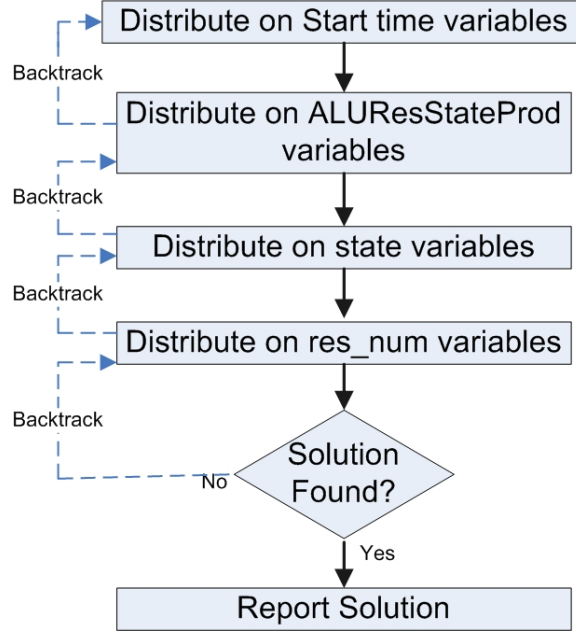 Distribute on Start time variables
Backtrack
Distribute on ALUResStateProd
variables
Backtrack
Distribute on state variables
Backtrack
Distribute on res_num variables
Backtrack
Solution
Found?
No
Yes
Report Solution